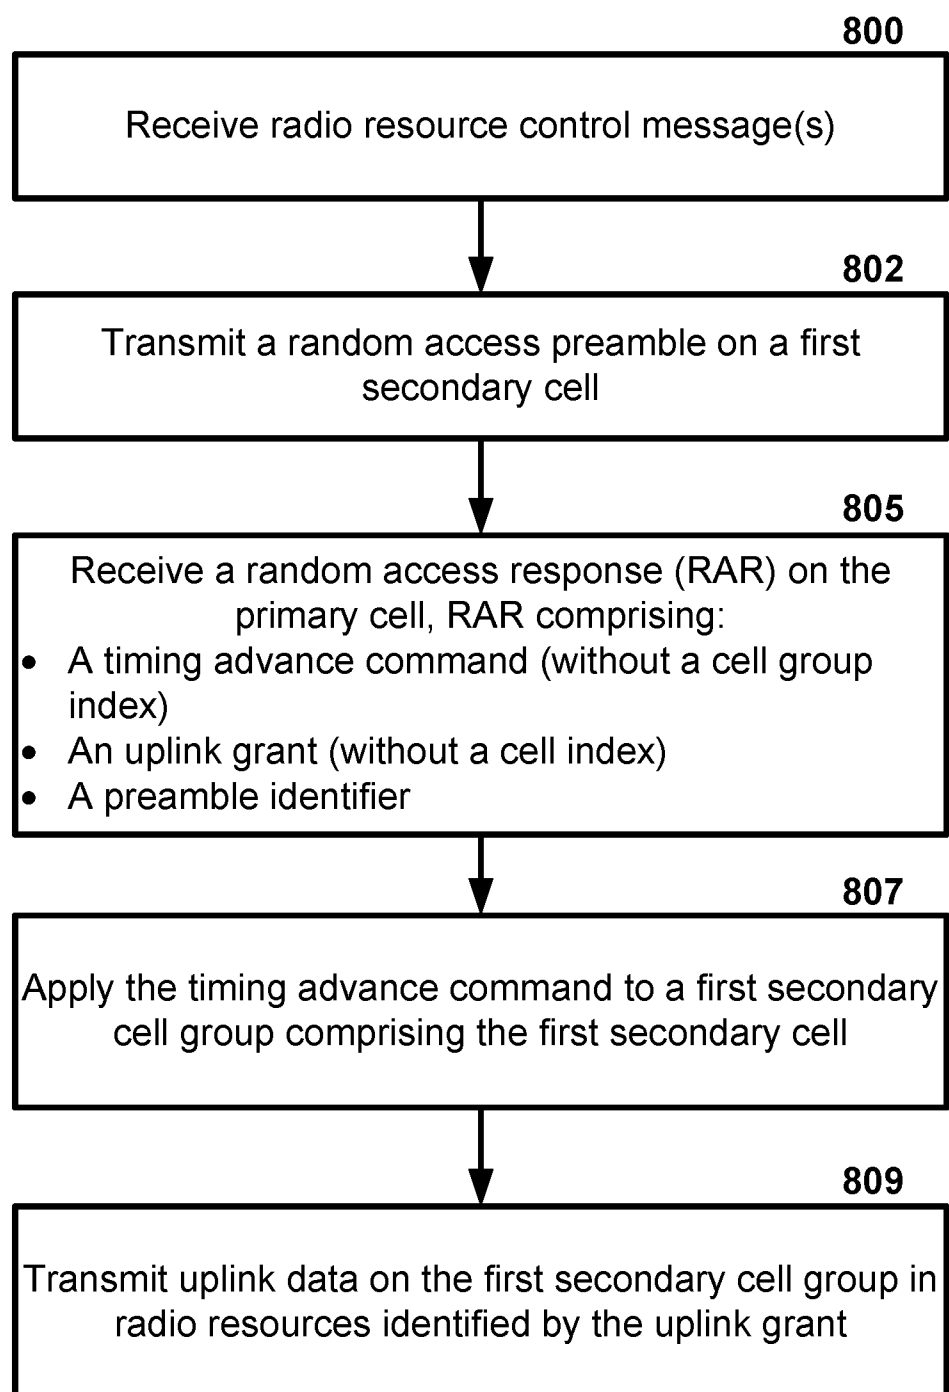 800
Receive radio resource control message(s)
802
Transmit a random access preamble on a first
secondary cell
805
Receive a random access response (RAR) on the
primary cell, RAR comprising:
• A timing advance command (without a cell group
index)
• An uplink grant (without a cell index)
• A preamble identifier
807
Apply the timing advance command to a first secondary
cell group comprising the first secondary cell
809
Transmit uplink data on the first secondary cell group in
radio resources identified by the uplink grant